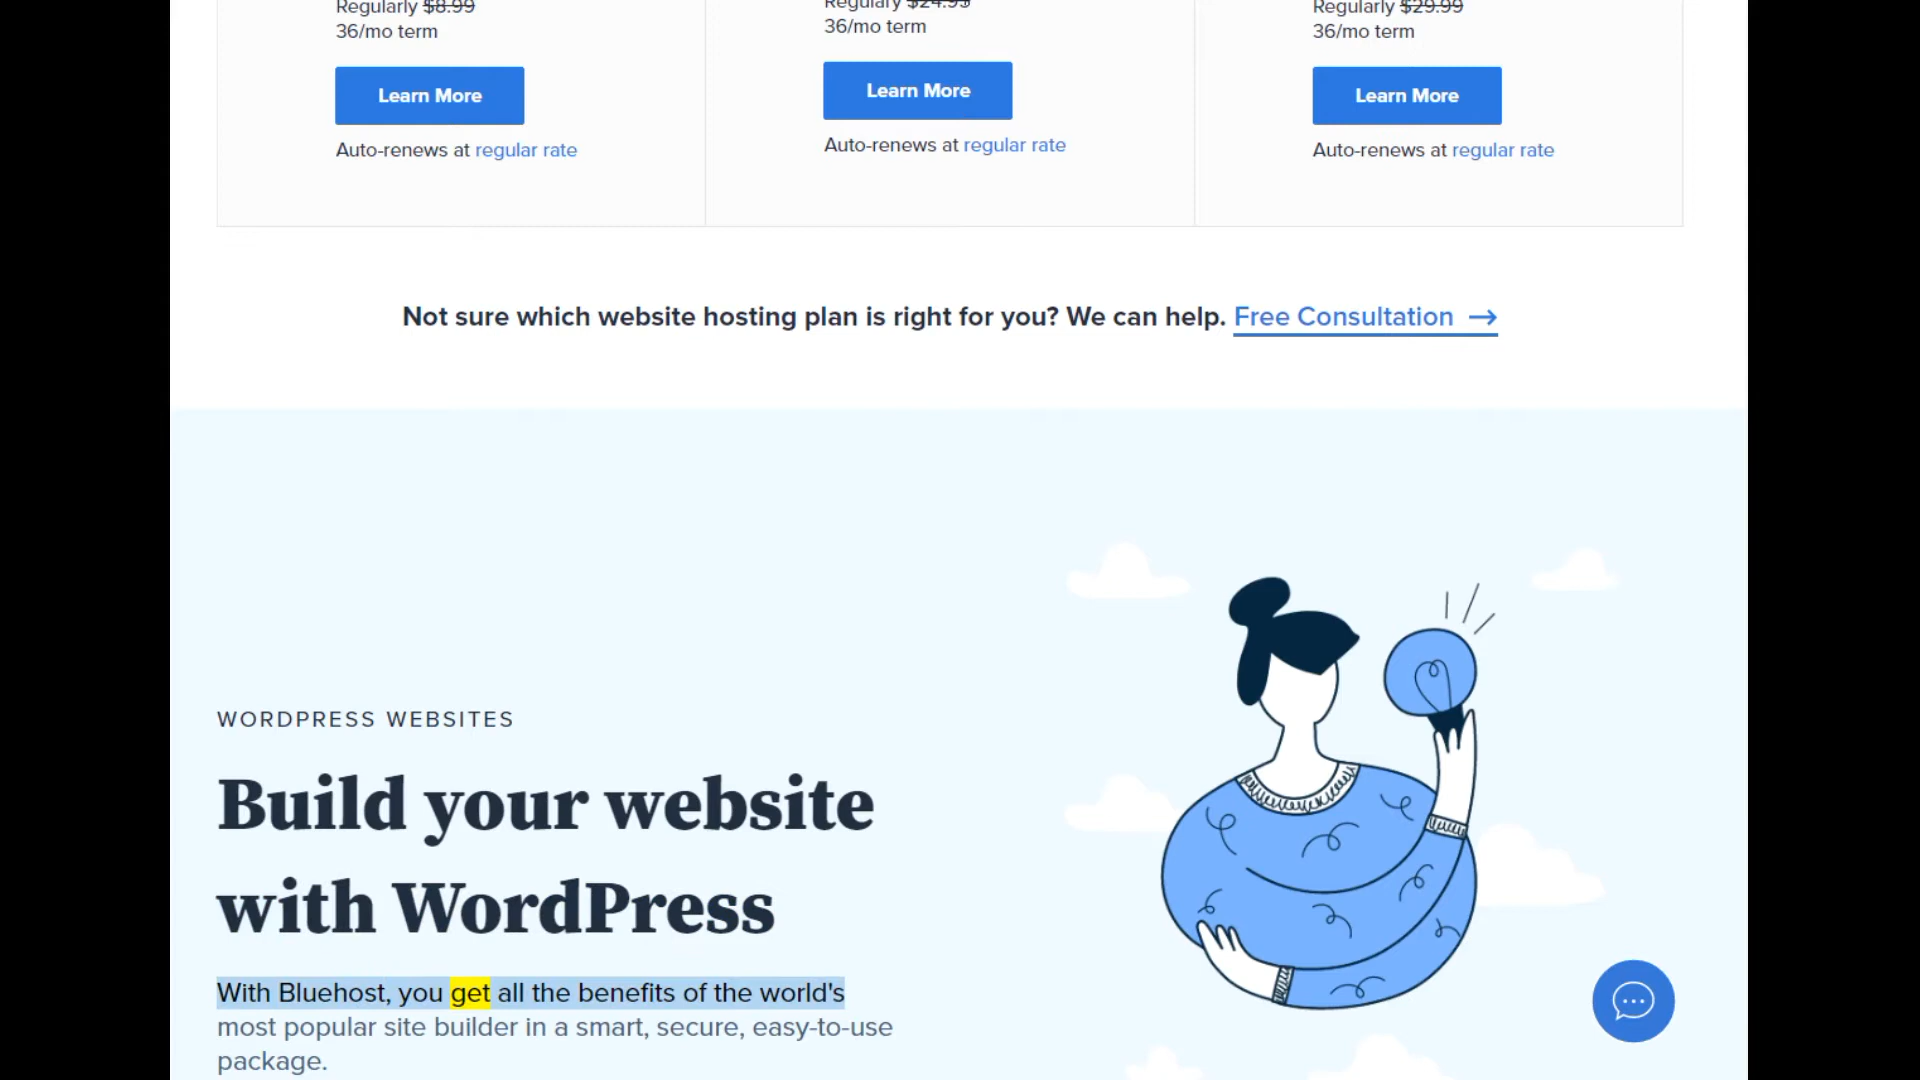 Regularly $8.99
36/mo term
Learn More
Auto-renews at regular rate
Regulary $24.95
36/mo term
Learn More
Auto-renews at regular rate
Regularly $29.99
36/mo term
Learn More
Auto-renews at regular rate
Not sure which website hosting plan is right for you? We can help. Free Consultation →
WORDPRESS WEBSITES
Build your website
with WordPress
With Bluehost, you get all the benefits of the world's
most popular site builder in a smart, secure, easy-to-use
package.